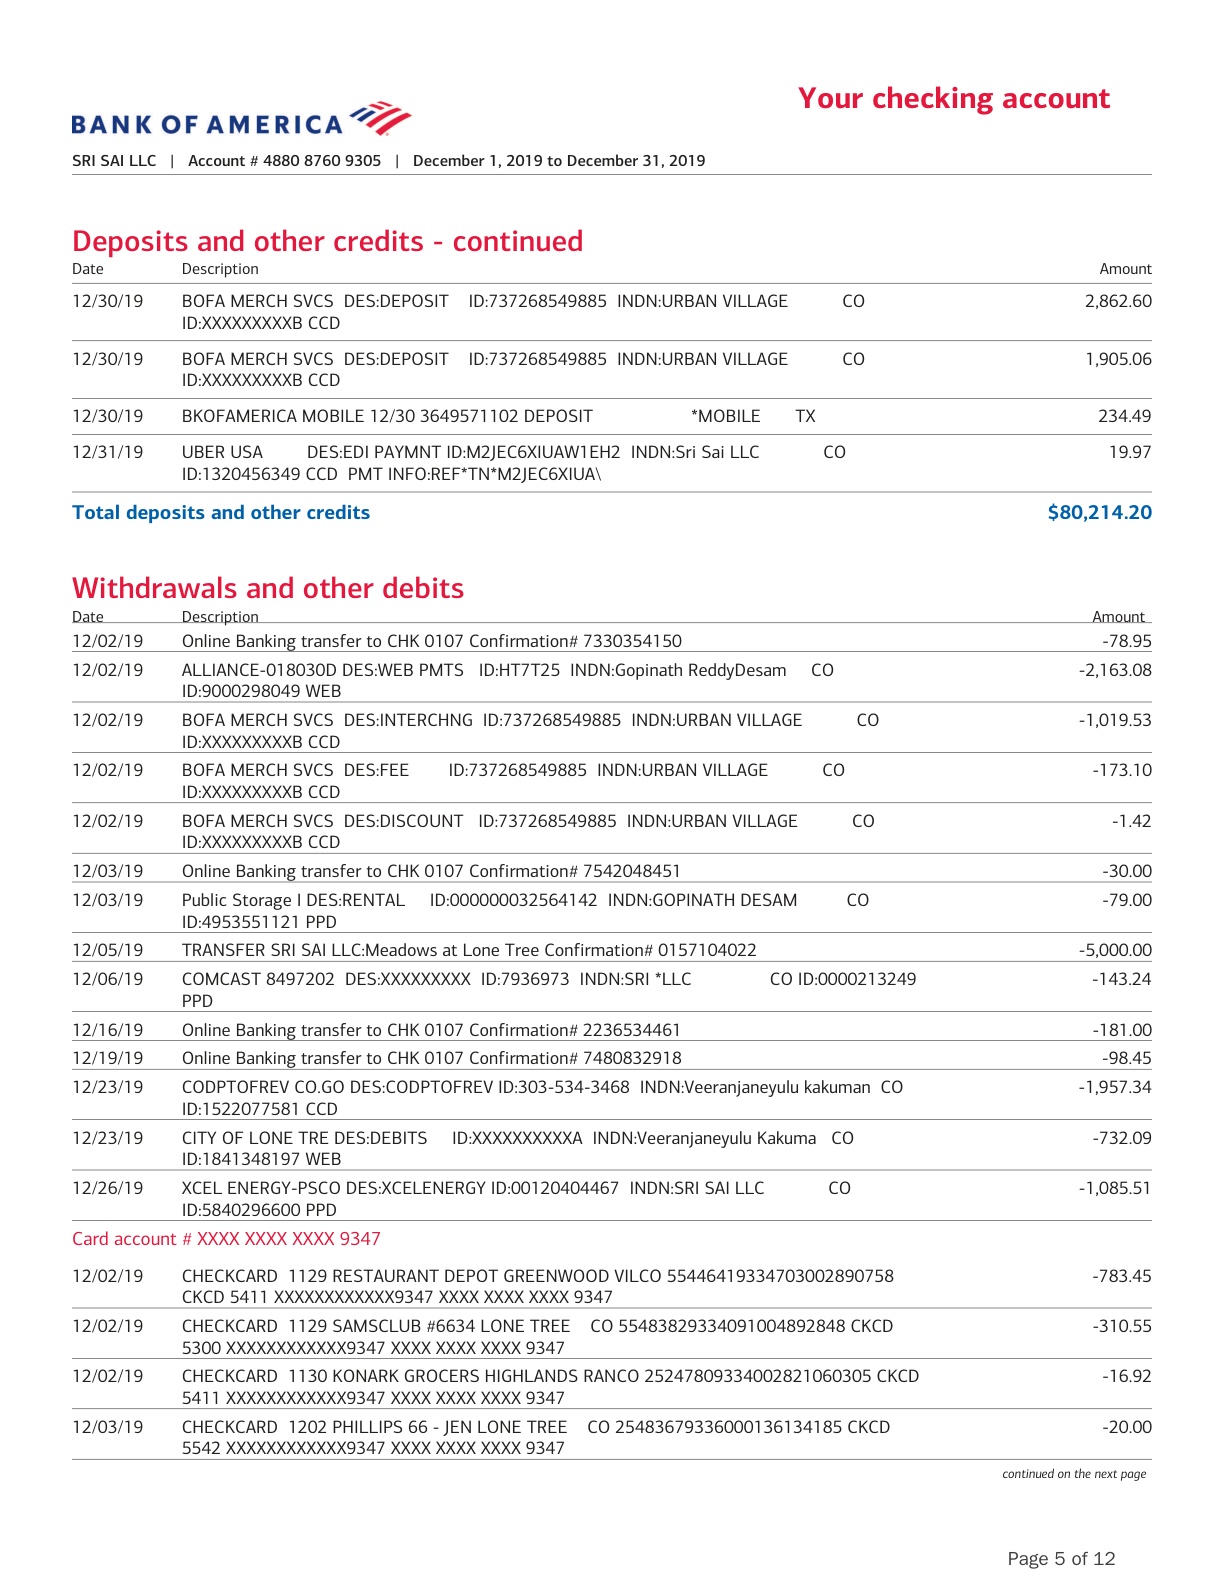 Your checking account
BANK OF AMERICA
SRI SAI LLC | Account # 4880 8760 9305 | December 1, 2019 to December 31, 2019
Deposits and other credits - continued
Date Description Amount
12/30/19 BOFA MERCH SVCS DES:DEPOSIT ID:737268549885 INDN:URBAN VILLAGE CO 2,862.60
ID:XXXXXXXXXB CCD
12/30/19 BOFA MERCH SVCS DES:DEPOSIT ID:737268549885 INDN:URBAN VILLAGE CO 1,905.06
ID:XXXXXXXXXB CCD
12/30/19 BKOFAMERICA MOBILE 12/30 3649571102 DEPOSIT *MOBILE TX 234.49
12/31/19 UBER USA DES:EDI PAYMNT ID:M2JEC6XIUAW1EH2 INDN:Sri Sai LLC CO 19.97
ID:1320456349 CCD PMT INFO:REF*TN*M2JEC6XIUA\
Total deposits and other credits $80,214.20
Withdrawals and other debits
Date Description Amount
12/02/19 Online Banking transfer to CHK 0107 Confirmation# 7330354150 -78.95
12/02/19 ALLIANCE-018030D DES:WEB PMTS ID:HT7T25 INDN:Gopinath ReddyDesam CO -2,163.08
ID:9000298049 WEB
12/02/19 BOFA MERCH SVCS DES:INTERCHNG ID:737268549885 INDN:URBAN VILLAGE CO -1,019.53
ID:XXXXXXXXXB CCD
12/02/19 BOFA MERCH SVCS DES:FEE ID:737268549885 INDN:URBAN VILLAGE CO -173.10
ID:XXXXXXXXXB CCD
12/02/19 BOFA MERCH SVCS DES:DISCOUNT ID:737268549885 INDN:URBAN VILLAGE CO -1.42
ID:XXXXXXXXXB CCD
12/03/19 Online Banking transfer to CHK 0107 Confirmation# 7542048451 -30.00
12/03/19 Public Storage I DES:RENTAL ID:000000032564142 INDN:GOPINATH DESAM CO -79.00
ID:4953551121 PPD
12/05/19 TRANSFER SRI SAI LLC:Meadows at Lone Tree Confirmation# 0157104022 -5,000.00
12/06/19 COMCAST 8497202 DES:XXXXXXXXX ID:7936973 INDN:SRI *LLC CO ID:0000213249 -143.24
PPD
12/16/19 Online Banking transfer to CHK 0107 Confirmation# 2236534461 -181.00
12/19/19 Online Banking transfer to CHK 0107 Confirmation# 7480832918 -98.45
12/23/19 CODPTOFREV CO.GO DES:CODPTOFREV ID:303-534-3468 INDN:Veeranjaneyulu kakuman CO -1,957.34
ID:1522077581 CCD
12/23/19 CITY OF LONE TRE DES:DEBITS ID:XXXXXXXXXXA INDN:Veeranjaneyulu Kakuma CO -732.09
ID:1841348197 WEB
12/26/19 XCEL ENERGY-PSCO DES:XCELENERGY ID:00120404467 INDN:SRI SAI LLC CO -1,085.51
ID:5840296600 PPD
Card account # XXXX XXXX XXXX 9347
12/02/19 CHECKCARD 1129 RESTAURANT DEPOT GREENWOOD VILCO 55446419334703002890758 -783.45
CKCD 5411 XXXXXXXXXXXX9347 XXXX XXXX XXXX 9347
12/02/19 CHECKCARD 1129 SAMSCLUB #6634 LONE TREE CO 55483829334091004892848 CKCD -310.55
5300 XXXXXXXXXXXX9347 XXXX XXXX XXXX 9347
12/02/19 CHECKCARD 1130 KONARK GROCERS HIGHLANDS RANCO 25247809334002821060305 CKCD -16.92
5411 XXXXXXXXXXXX9347 XXXX XXXX XXXX 9347
12/03/19 CHECKCARD 1202 PHILLIPS 66 - JEN LONE TREE CO 25483679336000136134185 CKCD -20.00
5542 XXXXXXXXXXXX9347 XXXX XXXX XXXX 9347
continued on the next page
Page 5 of 12